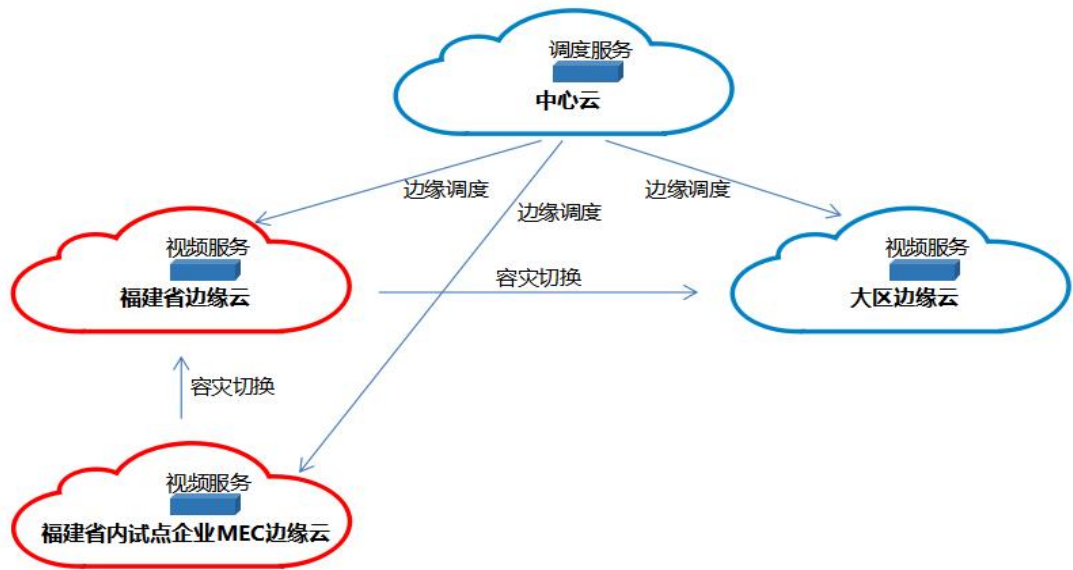 调度服务
中心云
边缘调度
边缘调度
边缘调度
视频服务
福建省边缘云
容灾切换
视频服务
大区边缘云
容灾切换
视频服务
福建省内试点企业MEC边缘云